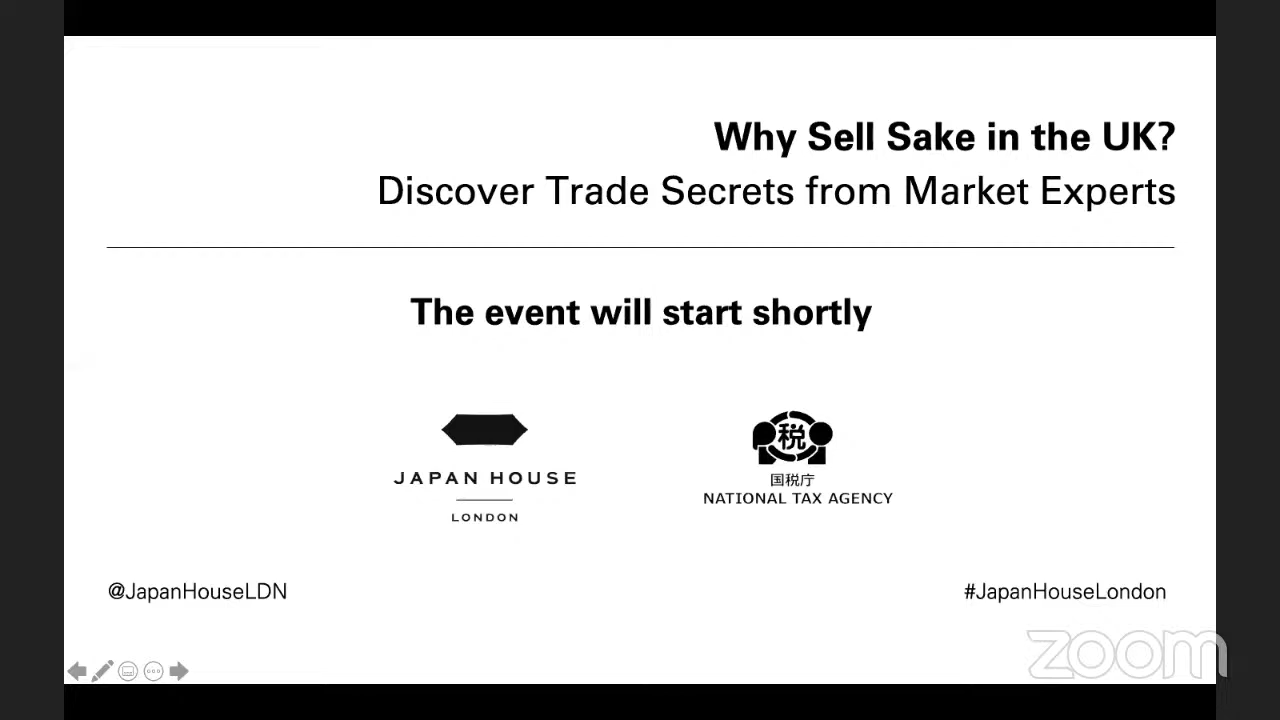 Why Sell Sake in the UK?
Discover Trade Secrets from Market Experts
The event will start shortly
JAPAN HOUSE
LONDON
税
国税庁
NATIONAL TAX AGENCY
@JapanHouseLDN
#JapanHouseLondon
zoom